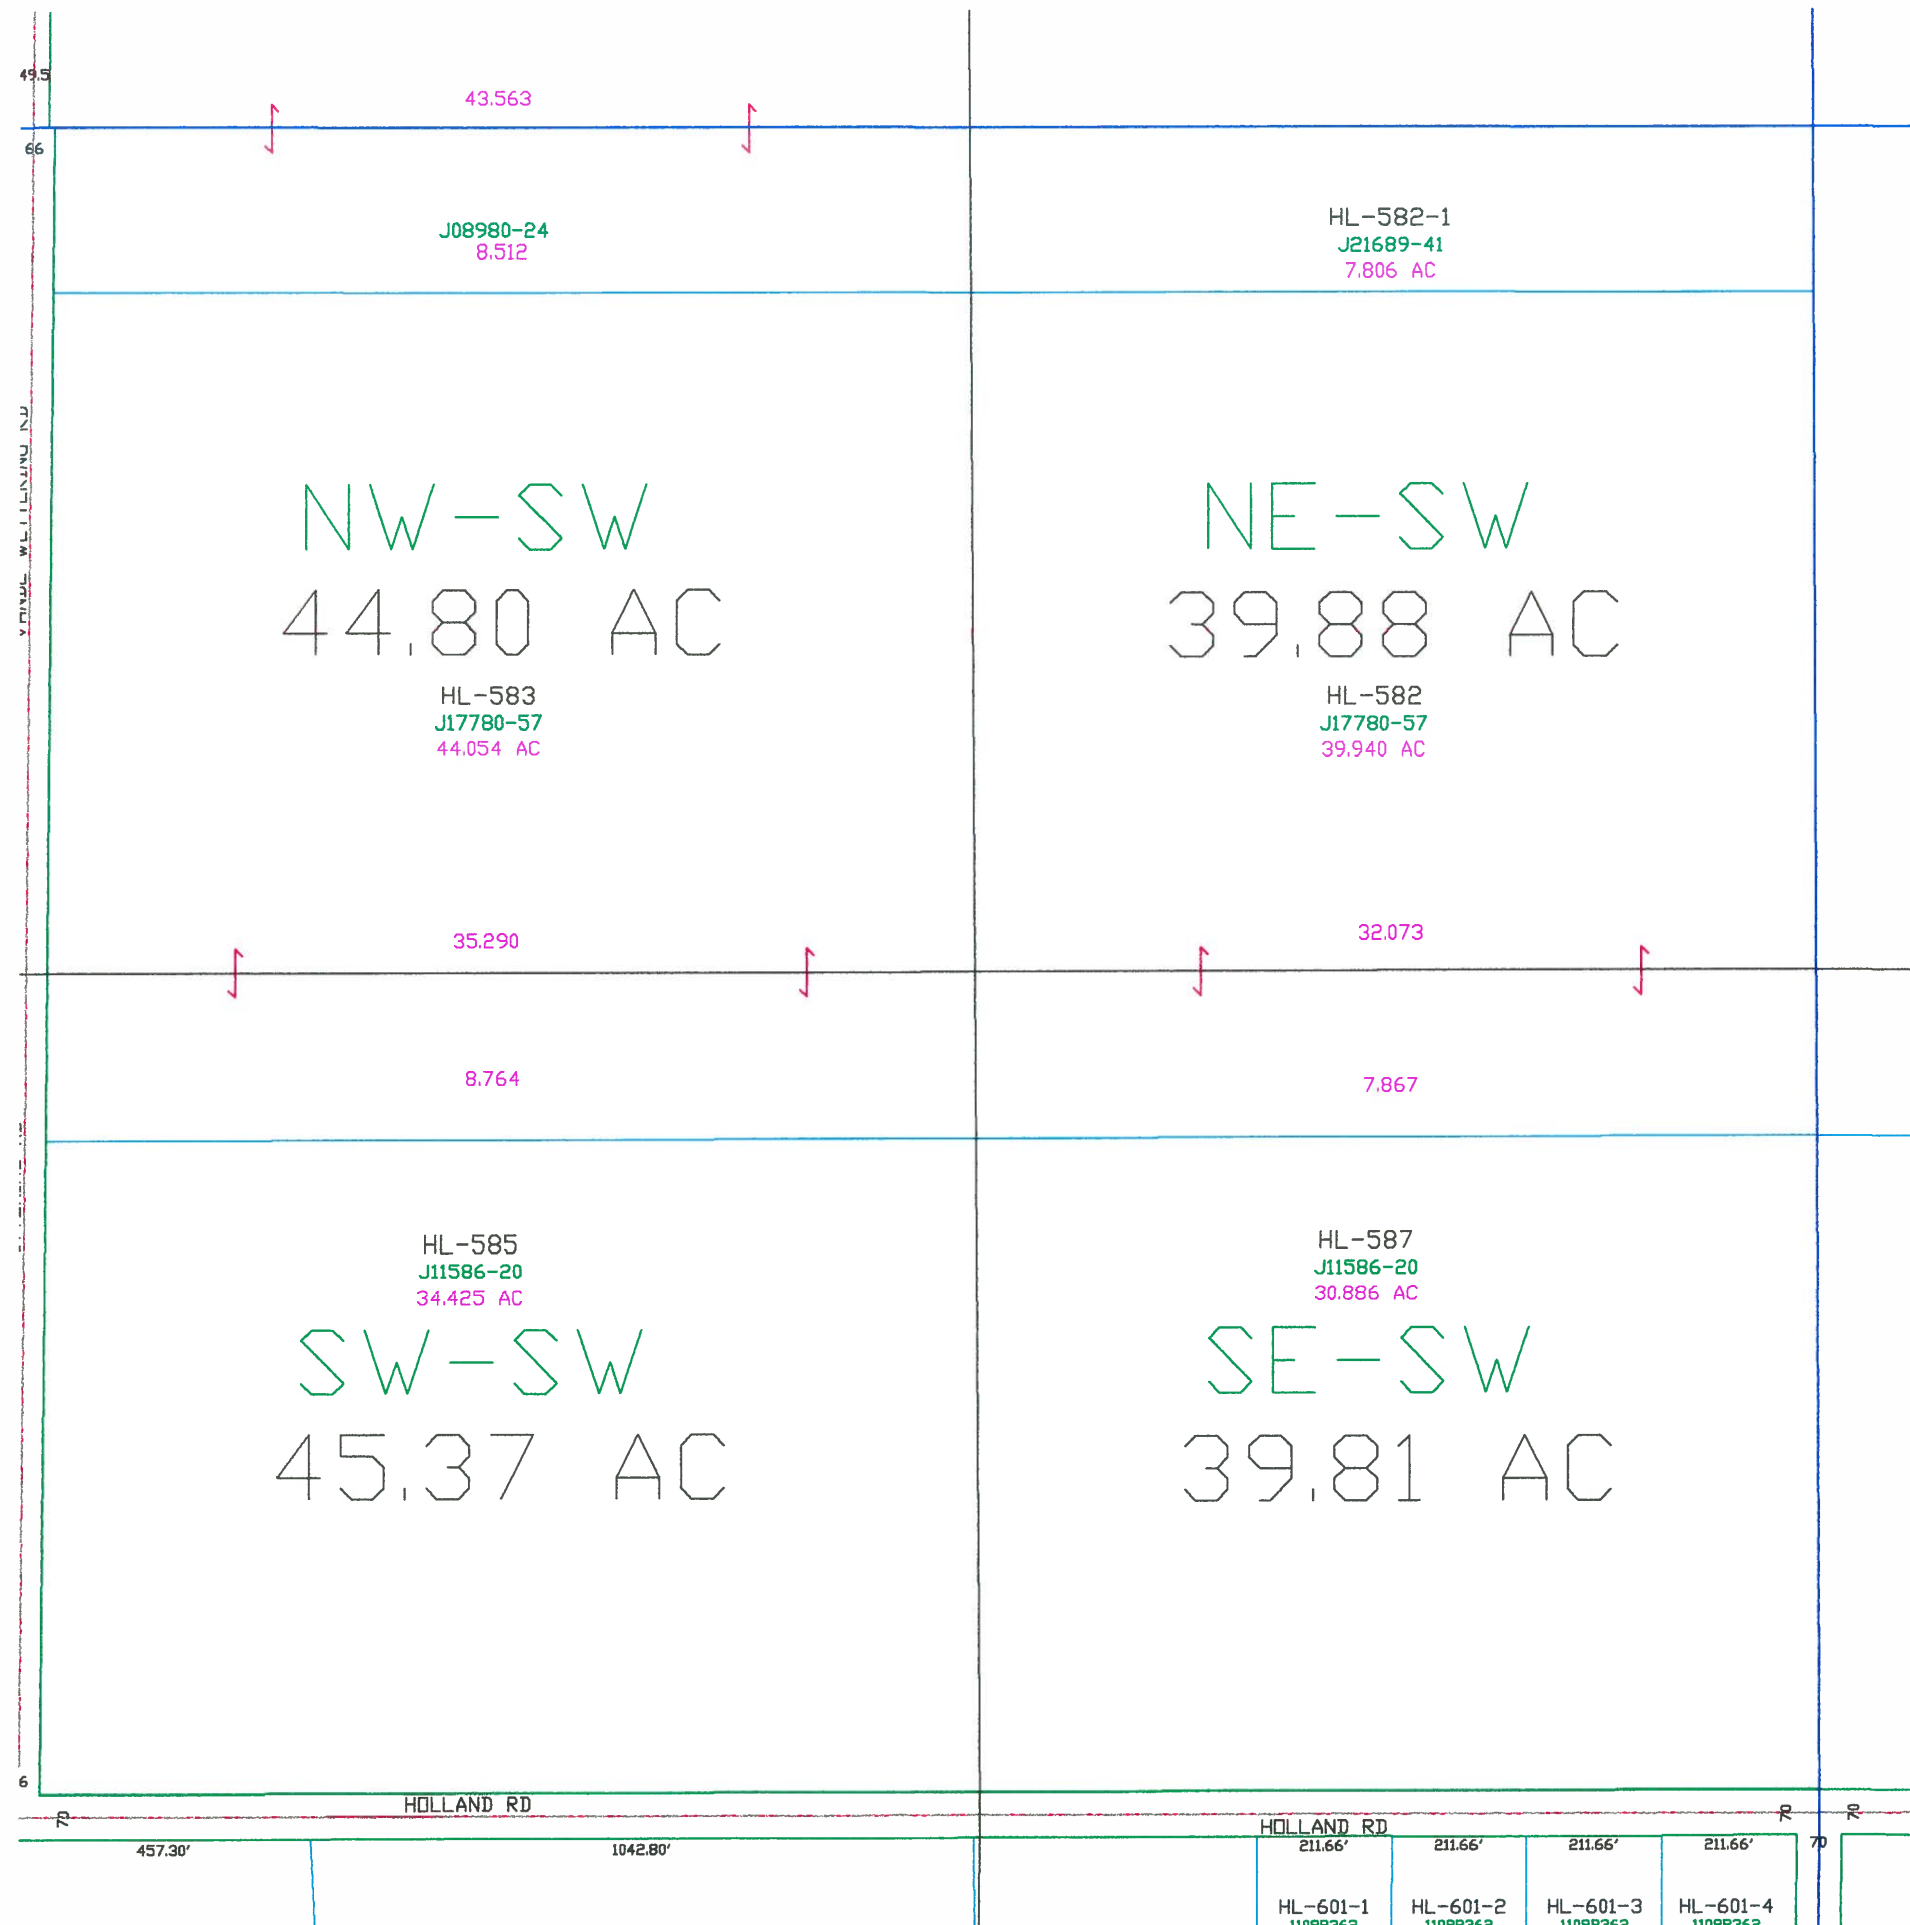 49.5
43.563
66
J08980-24
8.512
HL-582-1
J21689-41
7.806 AC
NW-SW
44.80 AC
HL-583
J17780-57
44.054 AC
NE-SW
39.88 AC
HL-582
J17780-57
39.940 AC
35.290
32.073
8.764
7.867
HL-585
J11586-20
34.425 AC
SW-SW
45.37 AC
HL-587
J11586-20
30.886 AC
SE-SW
39.81 AC
6
HOLLAND RD
70
70
70
HOLLAND RD
457.30'
1042.80'
211.66'
211.66'
211.66'
211.66'
70
HL-601-1
HL-601-2
HL-601-3
HL-601-4